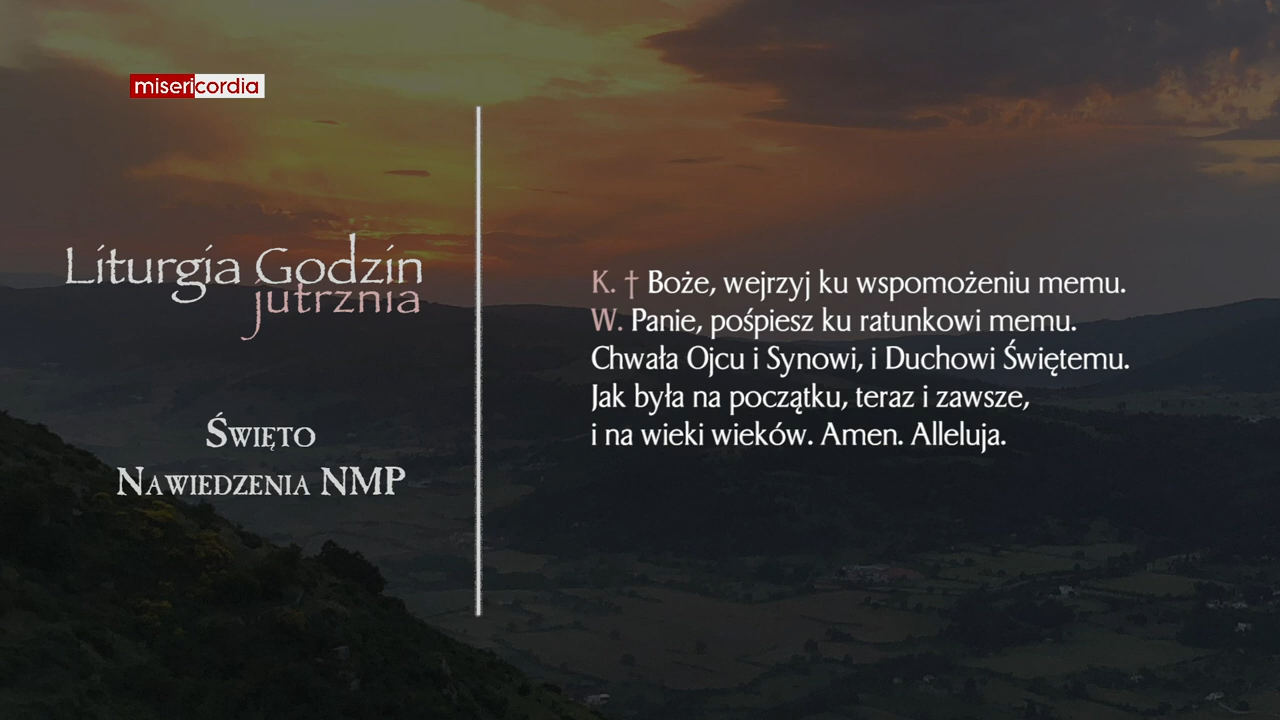 misericordia
Liturgia Godzin
jutrznia
Święto
Nawiedzenia NMP
K. † Boże, wejrzyj ku wspomożeniu memu.
W. Panie, pośpiesz ku ratunkowi memu.
Chwała Ojcu i Synowi, i Duchowi Świętemu.
Jak była na początku, teraz i zawsze,
i na wieki wieków. Amen. Alleluja.